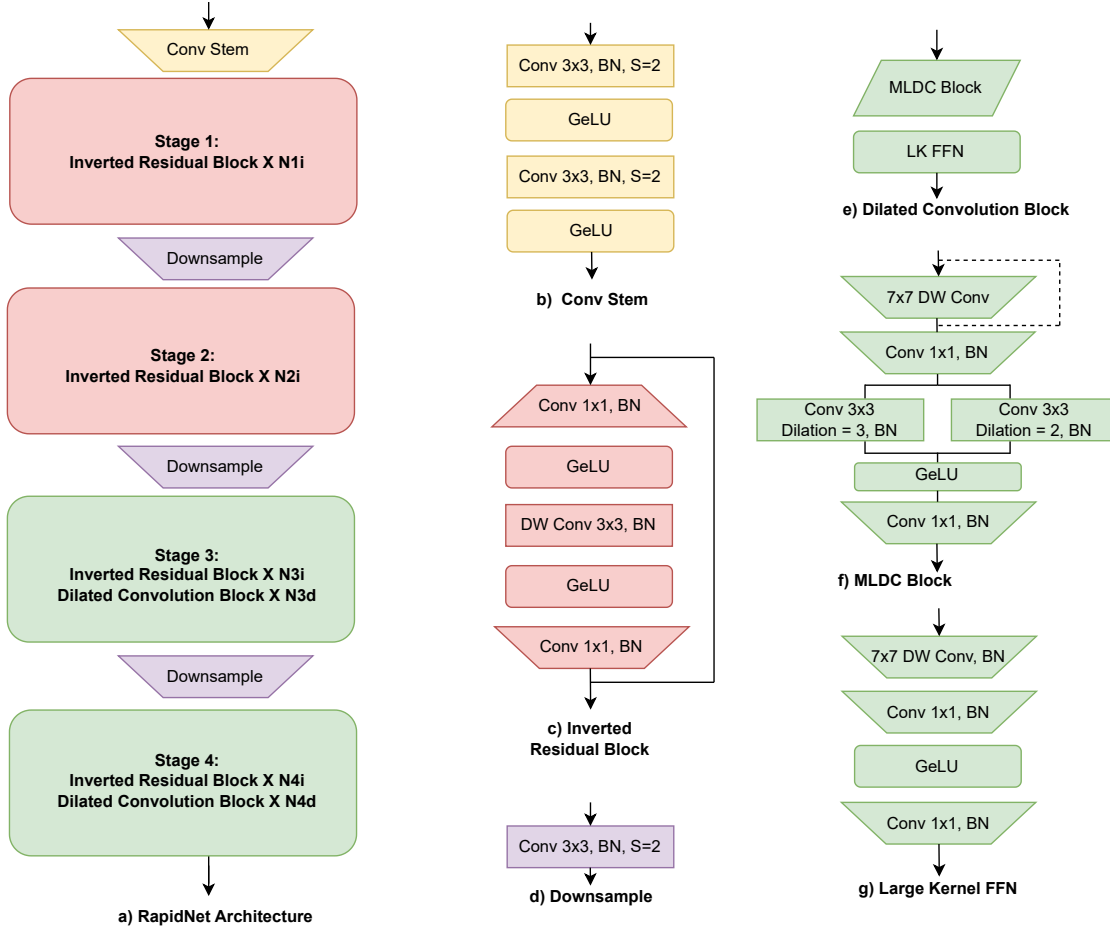 Conv Stem
Stage 1:
Inverted Residual Block X N1i
Downsample
Stage 2:
Inverted Residual Block X N2i
Downsample
Stage 3:
Inverted Residual Block X N3i
Dilated Convolution Block X N3d
Downsample
Stage 4:
Inverted Residual Block X N4i
Dilated Convolution Block X N4d
a) RapidNet Architecture
Conv 3x3, BN, S=2
GeLU
Conv 3x3, BN, S=2
GeLU
b) Conv Stem
Conv 1x1, BN
GeLU
DW Conv 3x3, BN
GeLU
Conv 1x1, BN
c) Inverted
Residual Block
Conv 3x3, BN, S=2
d) Downsample
MLDC Block
LK FFN
e) Dilated Convolution Block
7x7 DW Conv
Conv 1x1, BN
Conv 3x3
Dilation = 3, BN
Conv 3x3
Dilation = 2, BN
GeLU
Conv 1x1, BN
f) MLDC Block
7x7 DW Conv, BN
Conv 1x1, BN
GeLU
Conv 1x1, BN
g) Large Kernel FFN